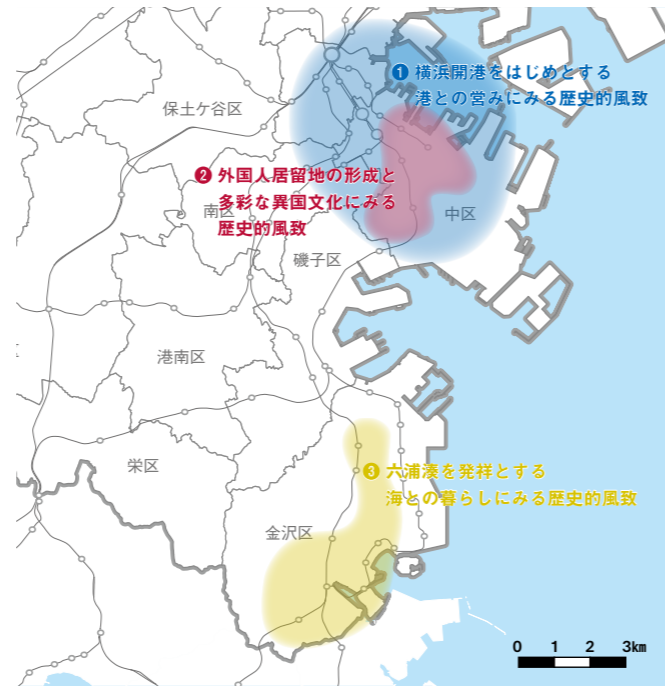 ❶ 横浜開港をはじめとする
港との営みにみる歴史的風致
保土ケ谷区
❷ 外国人居留地の形成と
多彩な異国文化にみる
歴史的風致
南区
中区
磯子区
港南区
栄区
❸ 六浦湊を発祥とする
海との暮らしにみる歴史的風致
金沢区
0 1 2 3km